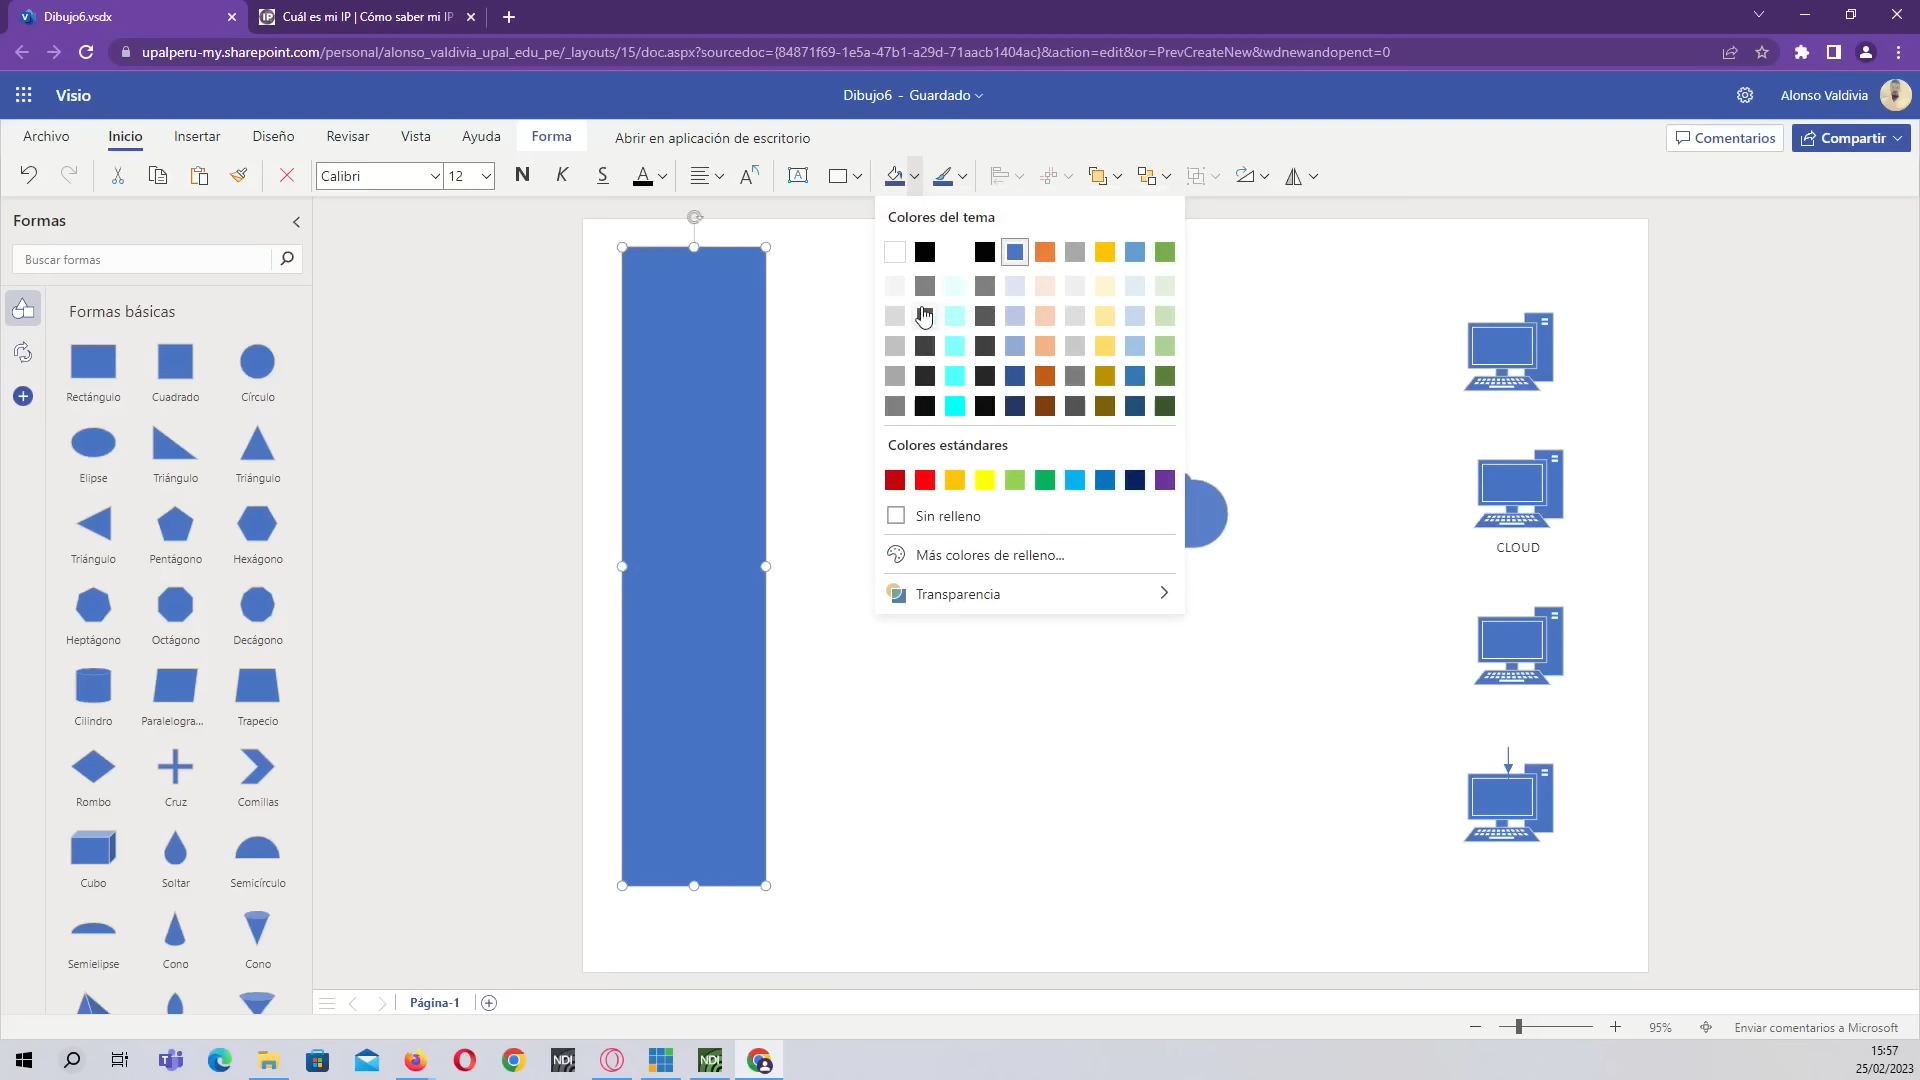 Dibujo6.vsdx
Cuál es mi IP | Cómo saber mi IP
upalperu-my.sharepoint.com/personal/alonso_valdivia_upal_edu_pe/_layouts/15/doc.aspx?sourcedoc={84871f69-1e5a-47b1-a29d-71aacb1404ac}&action=edit&or=PrevCreateNew&wdnewandopenct=0
Visio
Dibujo6 - Guardado
Alonso Valdivia
Archivo Inicio Insertar Diseño Revisar Vista Ayuda Forma Abrir en aplicación de escritorio
Comentarios
Compartir
Calibri 12 N K S A
Formas
Buscar formas
Formas básicas
Rectángulo Cuadrado Círculo
Elipse Triángulo Triángulo
Triángulo Pentágono Hexágono
Heptágono Octágono Decágono
Cilindro Paralelogra... Trapecio
Rombo Cruz Comillas
Cubo Soltar Semicírculo
Semielipse Cono Cono
Colores del tema
Colores estándares
Sin relleno
Más colores de relleno...
Transparencia
CLOUD
Página-1
95%
Enviar comentarios a Microsoft
NDI
NDI
15:57
25/02/2023